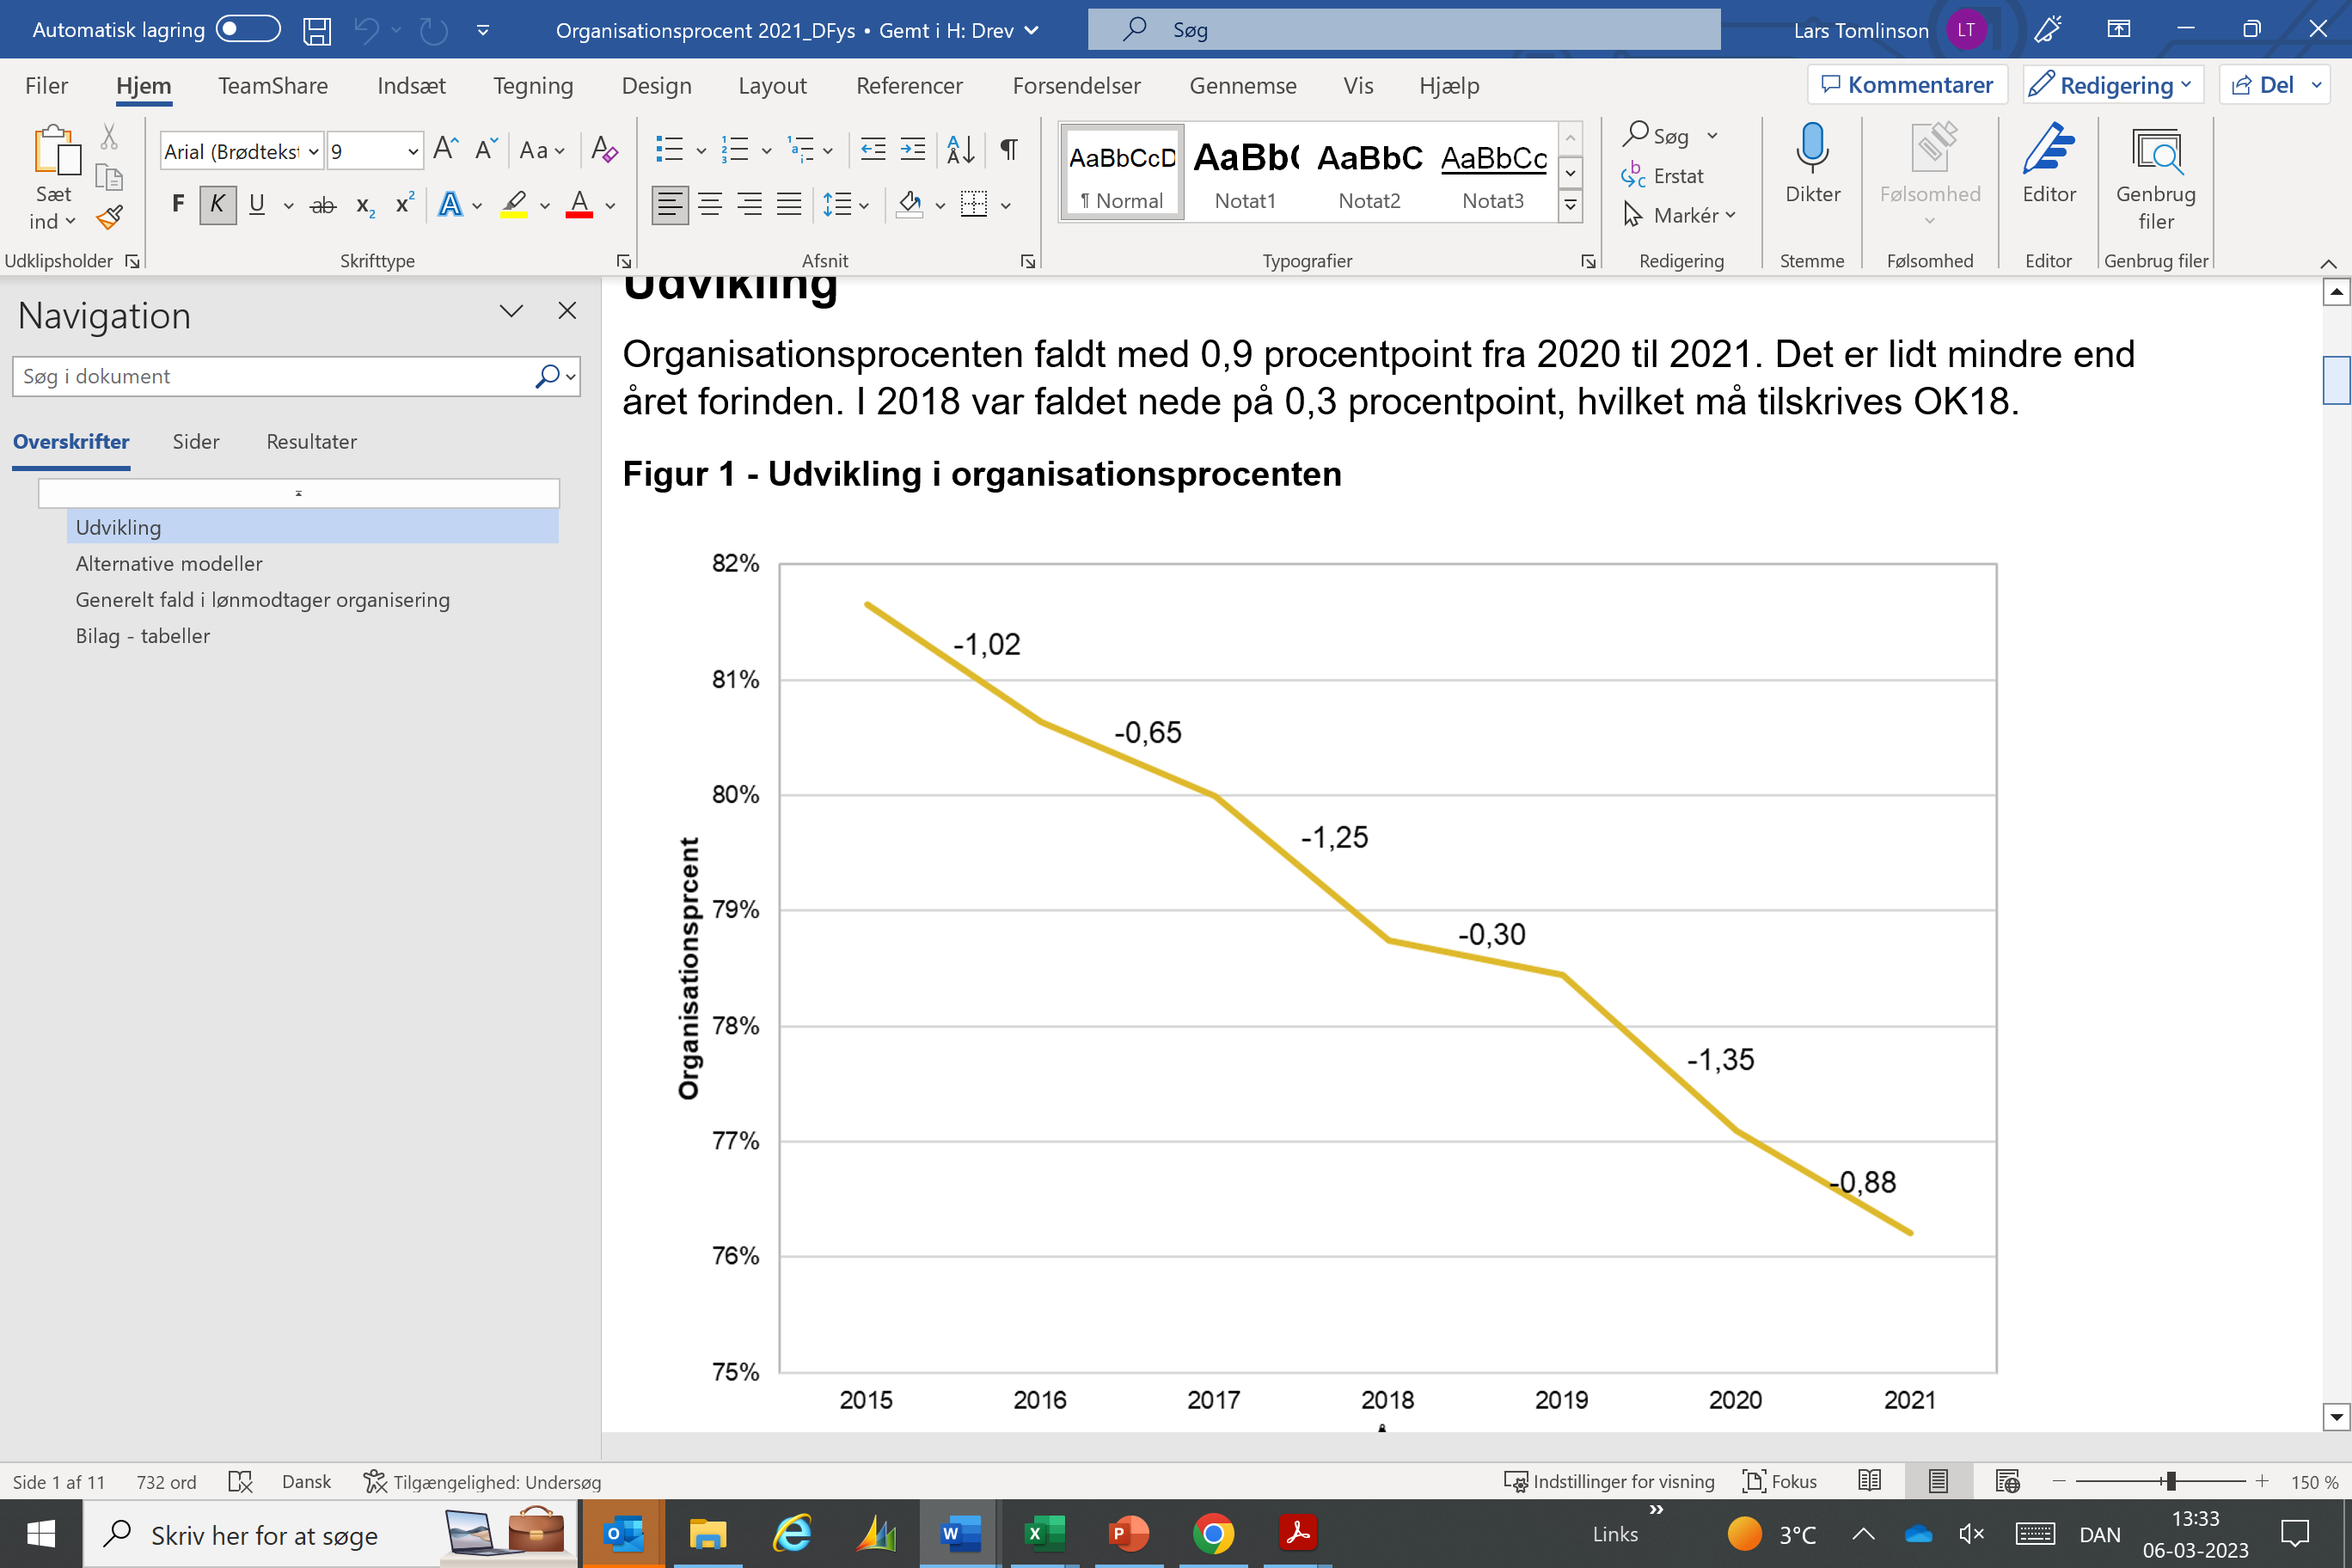 Automatisk lagring
Organisationsprocent 2021_DFys • Gemt i H: Drev
Søg
Lars Tomlinson
LT
Filer Hjem TeamShare Indsæt Tegning Design Layout Referencer Forsendelser Gennemse Vis Hjælp
Kommentarer Redigering Del
Sæt
ind
Udklipsholder
Arial (Brødtekst 9
F K U ab x₂ x² A A
Skrifttype
Afsnit
AaBbCcD AaBb( AaBbC AaBbCc
¶ Normal Notat1 Notat2 Notat3
Typografier
Søg
Erstat
Markér
Redigering
Dikter
Stemme
Følsomhed
Følsomhed
Editor
Editor
Genbrug
filer
Genbrug filer
Navigation
Søg i dokument
Overskrifter Sider Resultater
Udvikling
Alternative modeller
Generelt fald i lønmodtager organisering
Bilag - tabeller
Udvikling
Organisationsprocenten faldt med 0,9 procentpoint fra 2020 til 2021. Det er lidt mindre end
året forinden. I 2018 var faldet nede på 0,3 procentpoint, hvilket må tilskrives OK18.
Figur 1 - Udvikling i organisationsprocenten
82%
81%
80%
79%
78%
77%
76%
75%
Organisationsprcent
-1,02
-0,65
-1,25
-0,30
-1,35
-0,88
2015 2016 2017 2018 2019 2020 2021
Side 1 af 11 732 ord Dansk Tilgængelighed: Undersøg
Indstillinger for visning Fokus 150 %
Skriv her for at søge
Links
3°C
DAN
13:33
06-03-2023